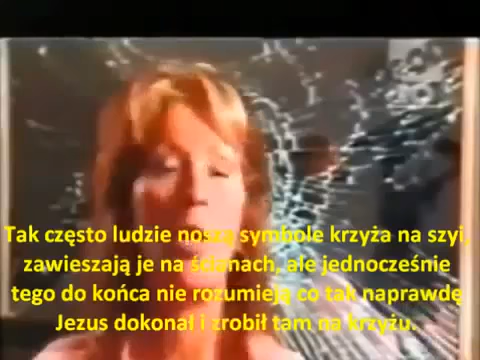 Tak często ludzie noszą symbole krzyża na szyi,
zawieszają je na ścianach, ale jednocześnie
tego do końca nie rozumieją co tak naprawdę
Jezus dokonał i zrobił tam na krzyżu.